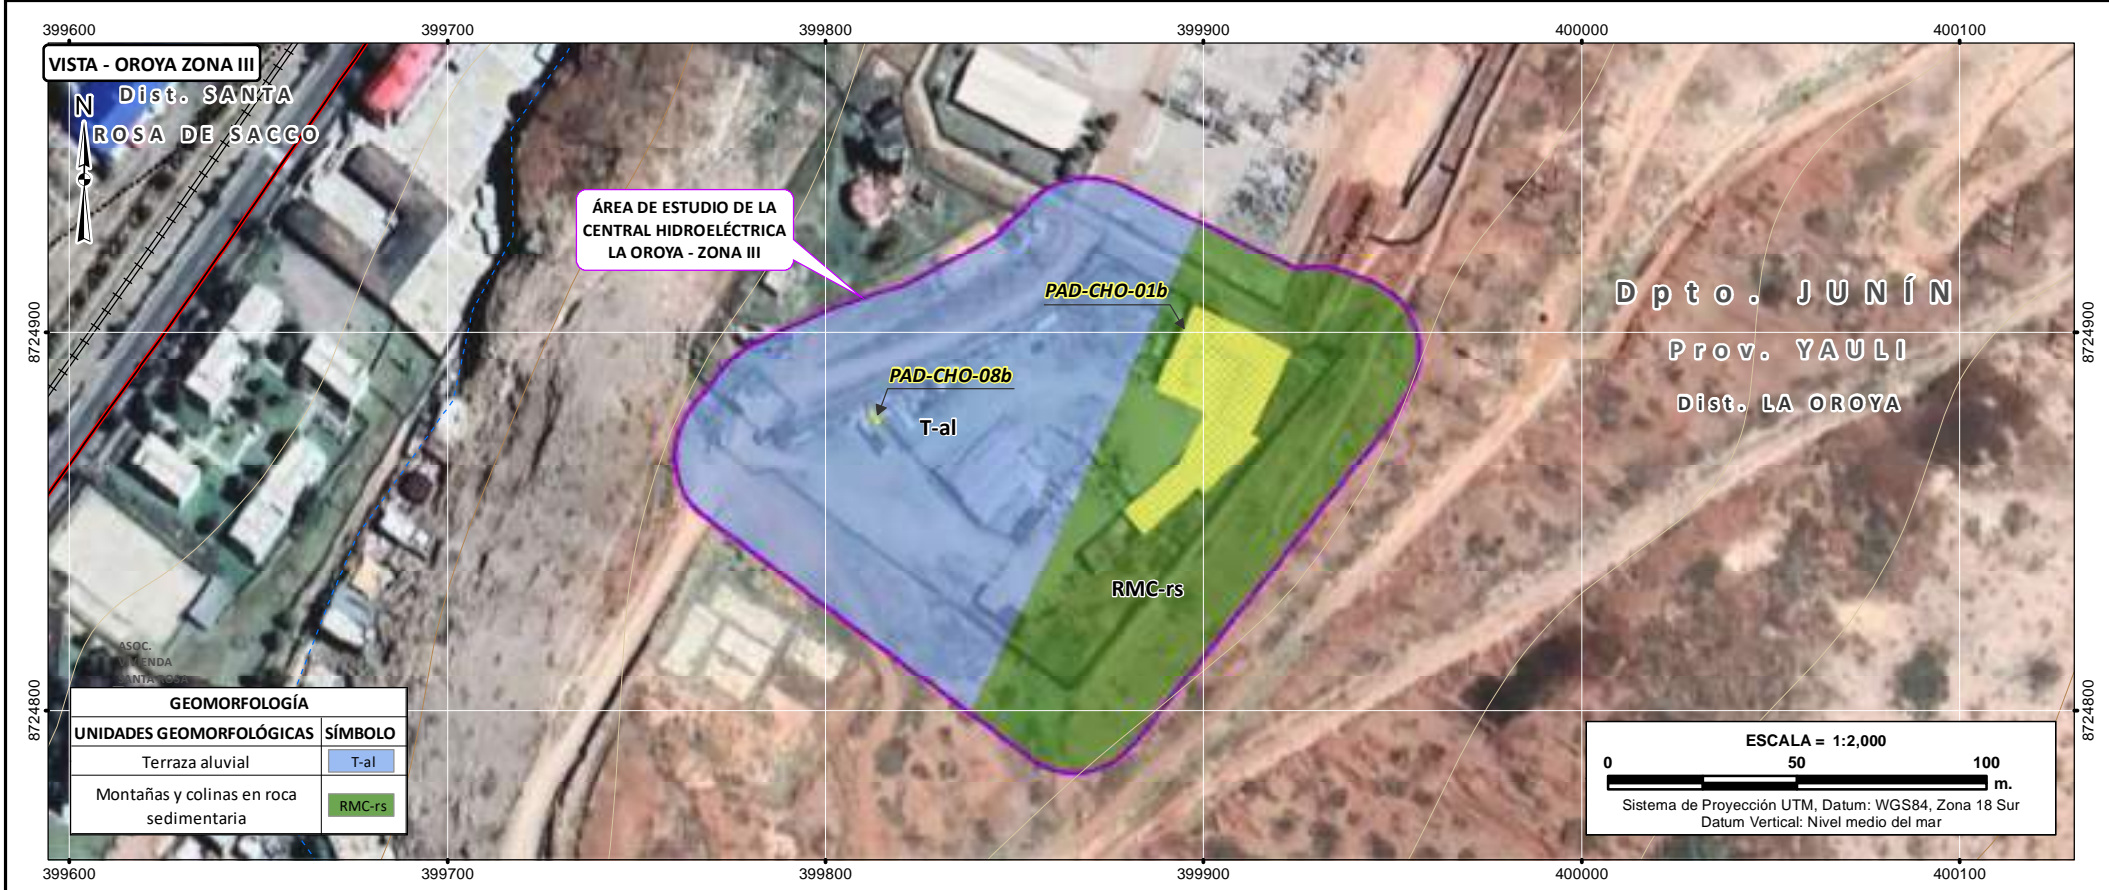 399600 399700 399800 399900 400000 400100
VISTA - OROYA ZONA III
Dist. SANTA
ROSA DE SACCO
N
ÁREA DE ESTUDIO DE LA
CENTRAL HIDROELÉCTRICA
LA OROYA - ZONA III
PAD-CHO-01b
Dpto. JUNÍN
8724900
8724900
Prov. YAULI
PAD-CHO-08b
Dist. LA OROYA
T-al
RMC-rs
ASOC.
VIVIENDA
SANTA ROSA
GEOMORFOLOGÍA
UNIDADES GEOMORFOLÓGICAS SÍMBOLO
Terraza aluvial T-al
Montañas y colinas en roca
sedimentaria
RMC-rs
8724800
8724800
ESCALA = 1:2,000
0 50 100
m.
Sistema de Proyección UTM, Datum: WGS84, Zona 18 Sur
Datum Vertical: Nivel medio del mar
399600 399700 399800 399900 400000 400100